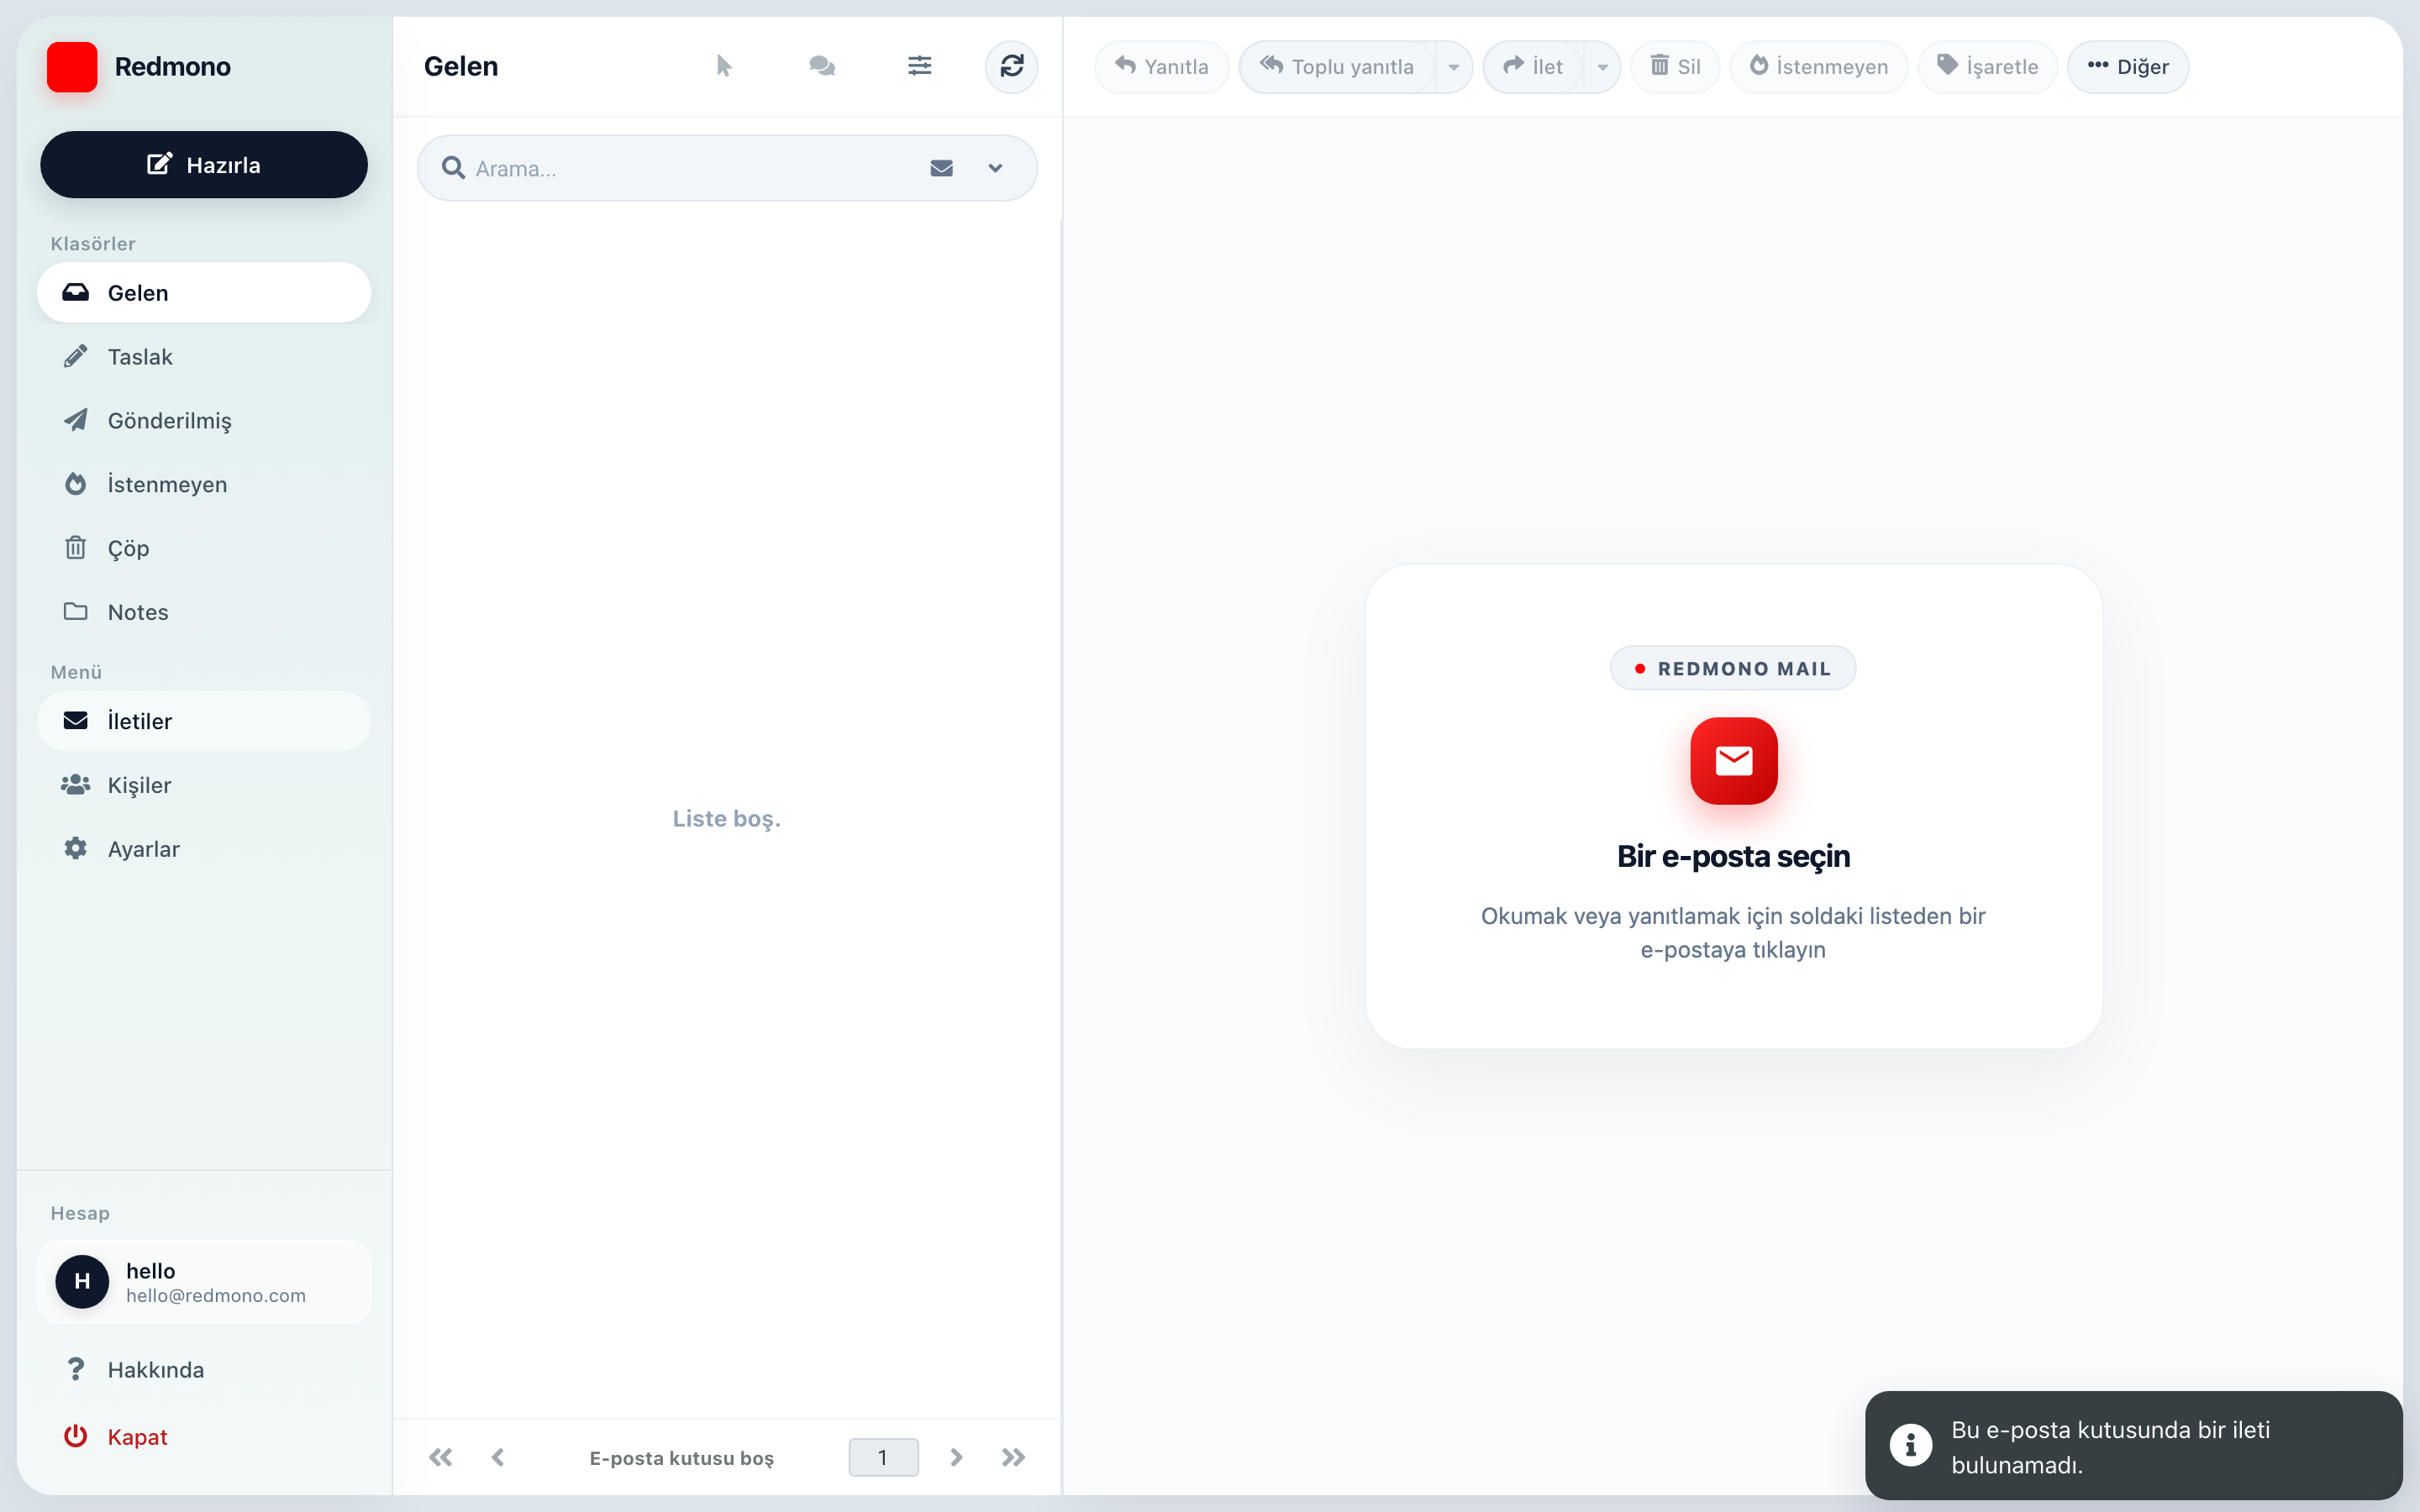 Redmono
Hazırla
Klasörler
Gelen
Taslak
Gönderilmiş
İstenmeyen
Çöp
Notes
Menü
İletiler
Kişiler
Ayarlar
Hesap
H
hello
hello@redmono.com
Hakkında
Kapat
Gelen
Arama...
Liste boş.
E-posta kutusu boş
1
Yanıtla
Toplu yanıtla
İlet
Sil
İstenmeyen
İşaretle
Diğer
REDMONO MAIL
Bir e-posta seçin
Okumak veya yanıtlamak için soldaki listeden bir
e-postaya tıklayın
Bu e-posta kutusunda bir ileti
bulunamadı.